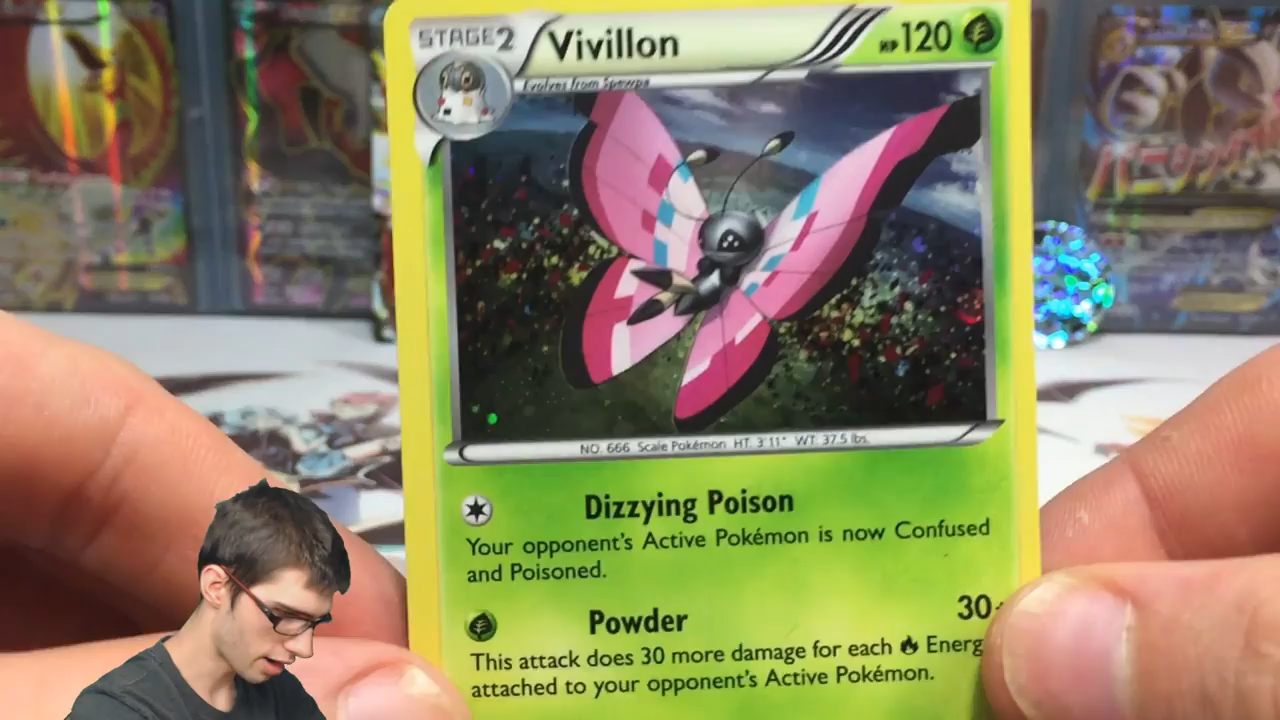 STAGE2 Vivillon HP120
Evolves from Spewpa
NO. 666 Scale Pokémon HT: 3'11" WT: 37.5 lbs.
Dizzying Poison
Your opponent's Active Pokémon is now Confused
and Poisoned.
Powder 30+
This attack does 30 more damage for each Energ
attached to your opponent's Active Pokémon.